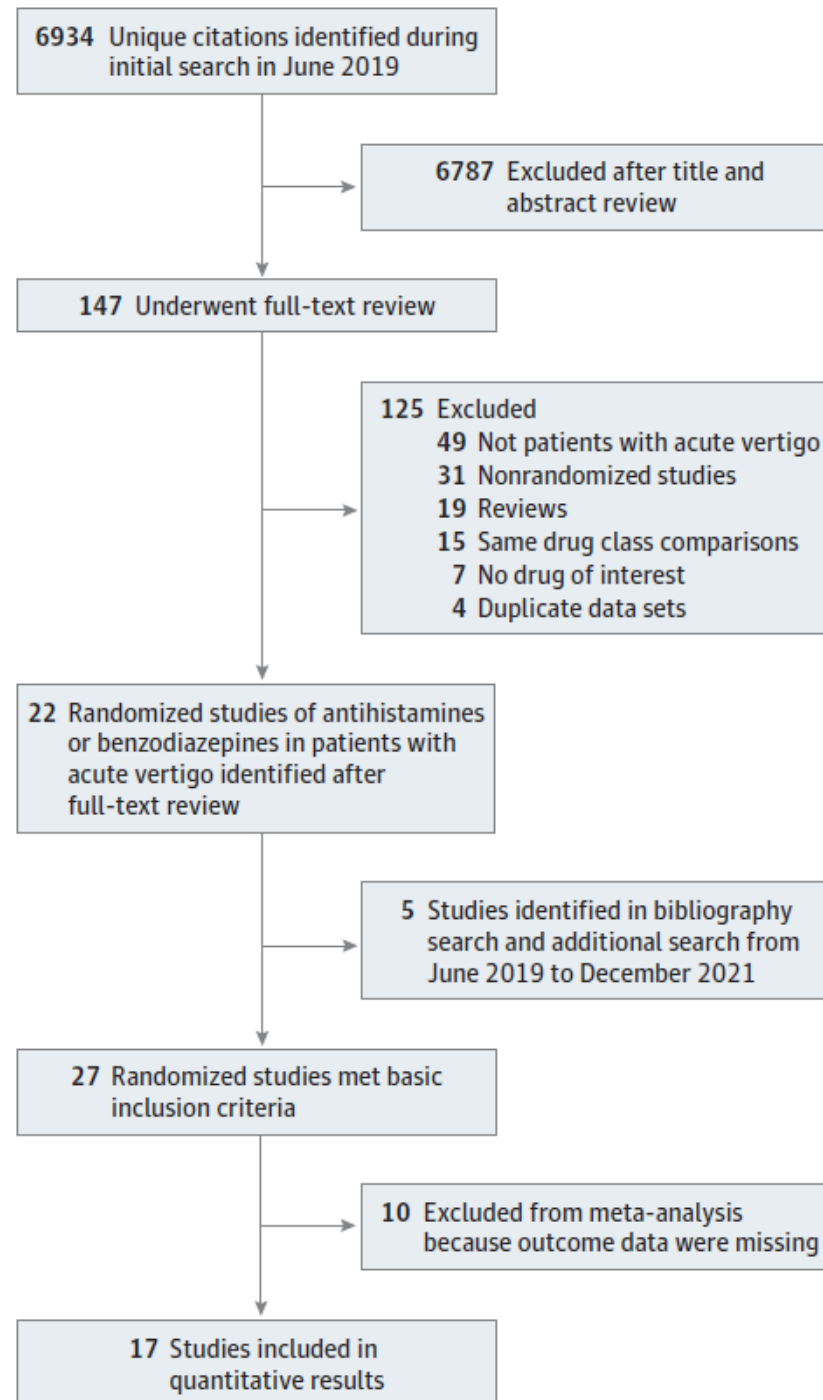 6934 Unique citations identified during
initial search in June 2019
6787 Excluded after title and
abstract review
147 Underwent full-text review
125 Excluded
49 Not patients with acute vertigo
31 Nonrandomized studies
19 Reviews
15 Same drug class comparisons
7 No drug of interest
4 Duplicate data sets
22 Randomized studies of antihistamines
or benzodiazepines in patients with
acute vertigo identified after
full-text review
5 Studies identified in bibliography
search and additional search from
June 2019 to December 2021
27 Randomized studies met basic
inclusion criteria
10 Excluded from meta-analysis
because outcome data were missing
17 Studies included in
quantitative results